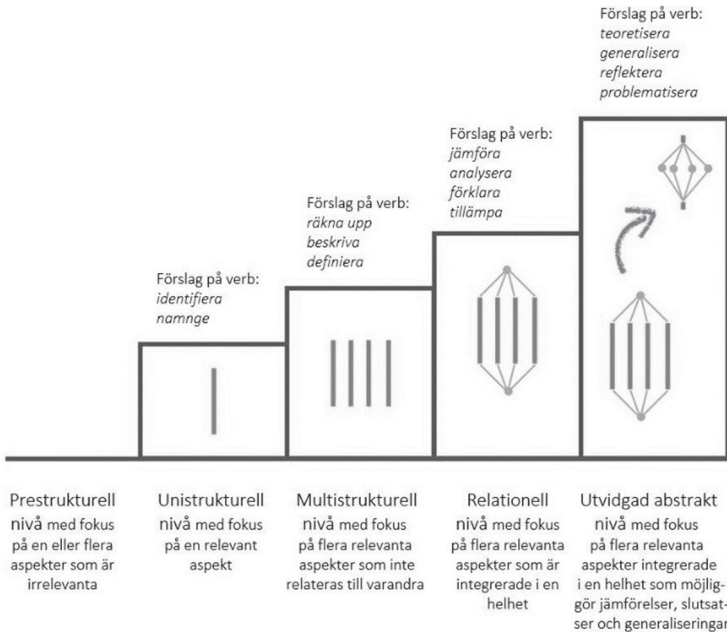 Förslag på verb:
teoretisera
generalisera
reflektera
problematisera
Förslag på verb:
jämföra
analysera
förklara
tillämpa
Förslag på verb:
räkna upp
beskriva
definiera
Förslag på verb:
identifiera
namnge
Prestrukturell
nivå med fokus
på en eller flera
aspekter som är
irrelevanta
Unistrukturell
nivå med fokus
på en relevant
aspekt
Multistrukturell
nivå med fokus
på flera relevanta
aspekter som inte
relateras till varandra
Relationell
nivå med fokus
på flera relevanta
aspekter som är
integrerade i en
helhet
Utvidgad abstrakt
nivå med fokus
på flera relevanta
aspekter integrerade
i en helhet som möjlig-
gör jämförelser, slutsat-
ser och generaliseringar